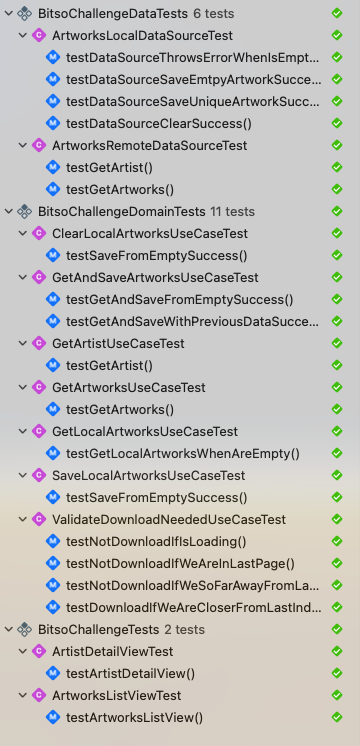 BitsoChallengeDataTests 6 tests
C ArtworksLocalDataSourceTest
M testDataSourceThrowsErrorWhenIsEmpt...
M testDataSourceSaveEmtpyArtworkSucce...
M testDataSourceSaveUniqueArtworkSucc...
M testDataSourceClearSuccess()
C ArtworksRemoteDataSourceTest
M testGetArtist()
M testGetArtworks()
BitsoChallengeDomainTests 11 tests
C ClearLocalArtworksUseCaseTest
M testSaveFromEmptySuccess()
C GetAndSaveArtworksUseCaseTest
M testGetAndSaveFromEmptySuccess()
M testGetAndSaveWithPreviousDataSucce...
C GetArtistUseCaseTest
M testGetArtist()
C GetArtworksUseCaseTest
M testGetArtworks()
C GetLocalArtworksUseCaseTest
M testGetLocalArtworksWhenAreEmpty()
C SaveLocalArtworksUseCaseTest
M testSaveFromEmptySuccess()
C ValidateDownloadNeededUseCaseTest
M testNotDownloadIfIsLoading()
M testNotDownloadIfWeAreInLastPage()
M testNotDownloadIfWeSoFarAwayFromLa...
M testDownloadIfWeAreCloserFromLastInd...
BitsoChallengeTests 2 tests
C ArtistDetailViewTest
M testArtistDetailView()
C ArtworksListViewTest
M testArtworksListView()